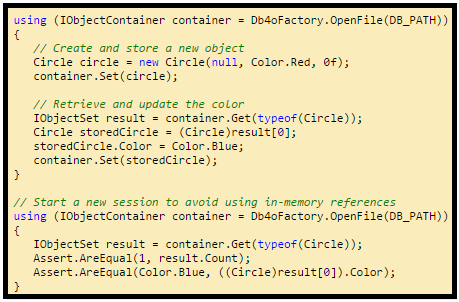 using (IObjectContainer container = Db4oFactory.OpenFile(DB_PATH))
{
// Create and store a new object
Circle circle = new Circle(null, Color.Red, 0f);
container.Set(circle);
// Retrieve and update the color
IObjectSet result = container.Get(typeof(Circle));
Circle storedCircle = (Circle)result[0];
storedCircle.Color = Color.Blue;
container.Set(storedCircle);
}
// Start a new session to avoid using in-memory references
using (IObjectContainer container = Db4oFactory.OpenFile(DB_PATH))
{
IObjectSet result = container.Get(typeof(Circle));
Assert.AreEqual(1, result.Count);
Assert.AreEqual(Color.Blue, ((Circle)result[0]).Color);
}